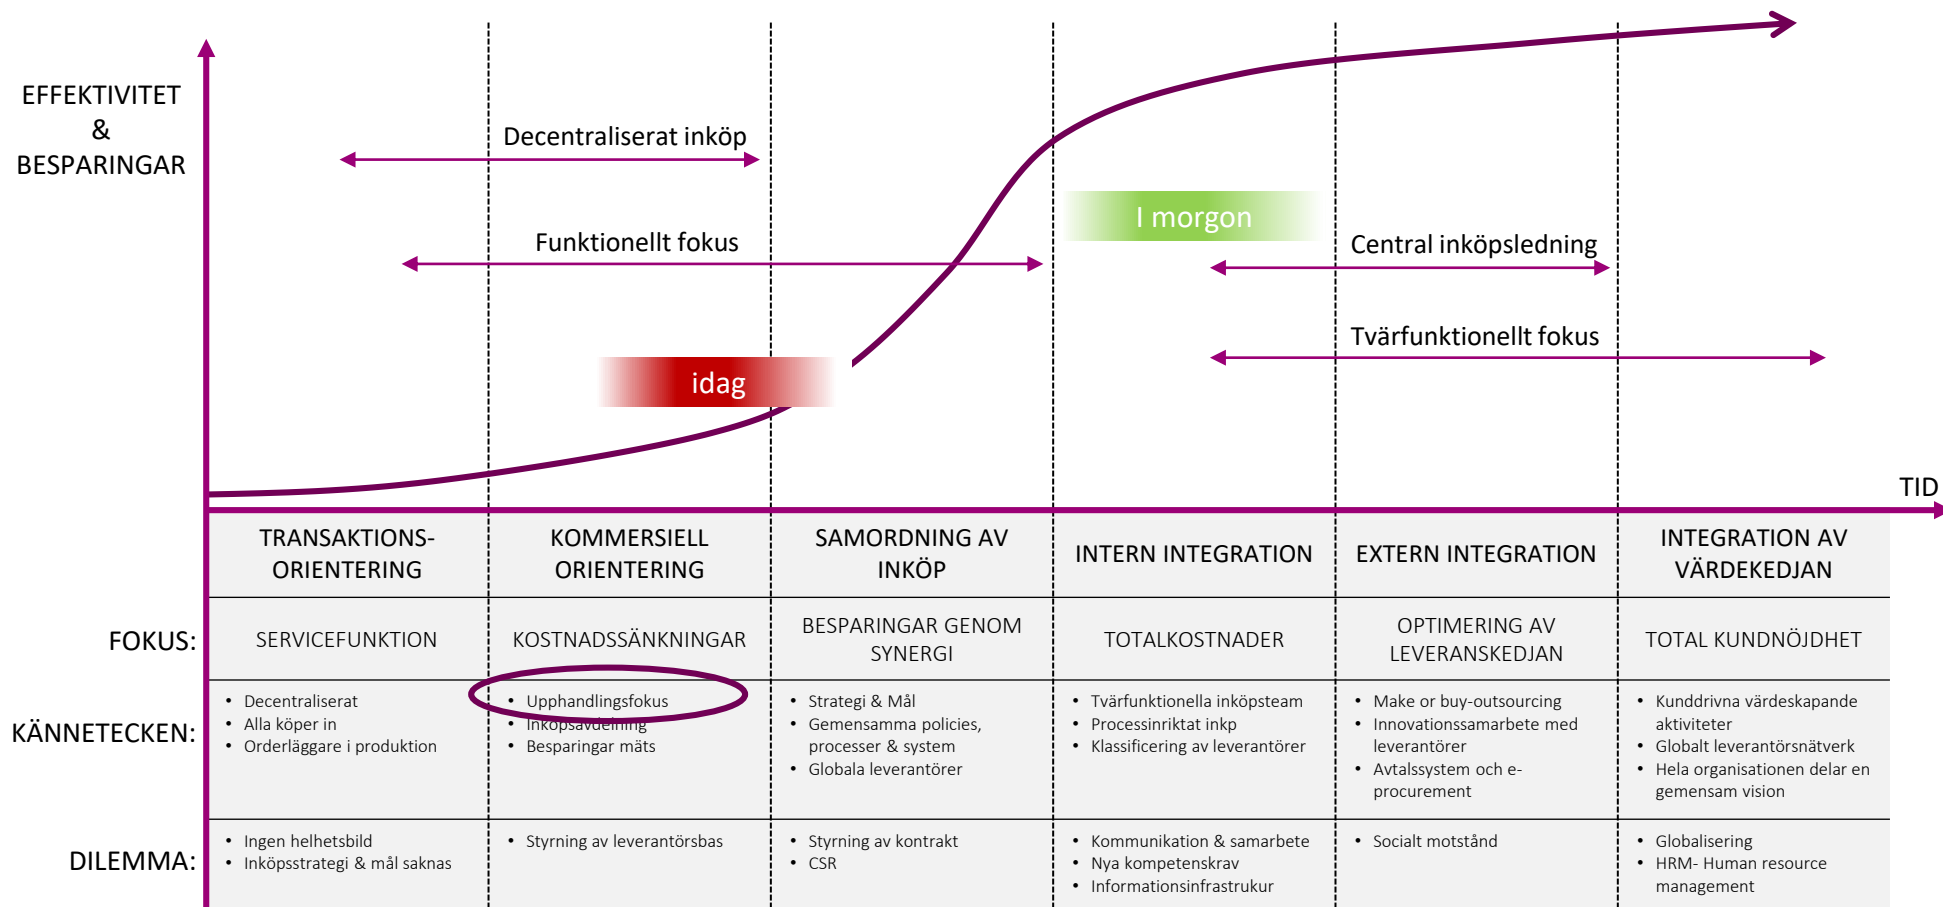 EFFEKTIVITET
&
BESPARINGAR
Decentraliserat inköp
Funktionellt fokus
idag
I morgon
Central inköpsledning
Tvärfunktionellt fokus
TID
TRANSAKTIONS-
ORIENTERING
KOMMERSIELL
ORIENTERING
SAMORDNING AV
INKÖP
INTERN INTEGRATION
EXTERN INTEGRATION
INTEGRATION AV
VÄRDEKEDJAN
FOKUS:
SERVICEFUNKTION
KOSTNADSSÄNKNINGAR
BESPARINGAR GENOM
SYNERGI
TOTALKOSTNADER
OPTIMERING AV
LEVERANSKEDJAN
TOTAL KUNDNÖJDHET
KÄNNETECKEN:
• Decentraliserat
• Alla köper in
• Orderläggare i produktion
• Upphandlingsfokus
• Inköpsavdelning
• Besparingar mäts
• Strategi & Mål
• Gemensamma policies,
processer & system
• Globala leverantörer
• Tvärfunktionella inköpsteam
• Processinriktat inkp
• Klassificering av leverantörer
• Make or buy-outsourcing
• Innovationssamarbete med
leverantörer
• Avtalssystem och e-
procurement
• Kunddrivna värdeskapande
aktiviteter
• Globalt leverantörsnätverk
• Hela organisationen delar en
gemensam vision
DILEMMA:
• Ingen helhetsbild
• Inköpsstrategi & mål saknas
• Styrning av leverantörsbas
• Styrning av kontrakt
• CSR
• Kommunikation & samarbete
• Nya kompetenskrav
• Informationsinfrastrukur
• Socialt motstånd
• Globalisering
• HRM- Human resource
management